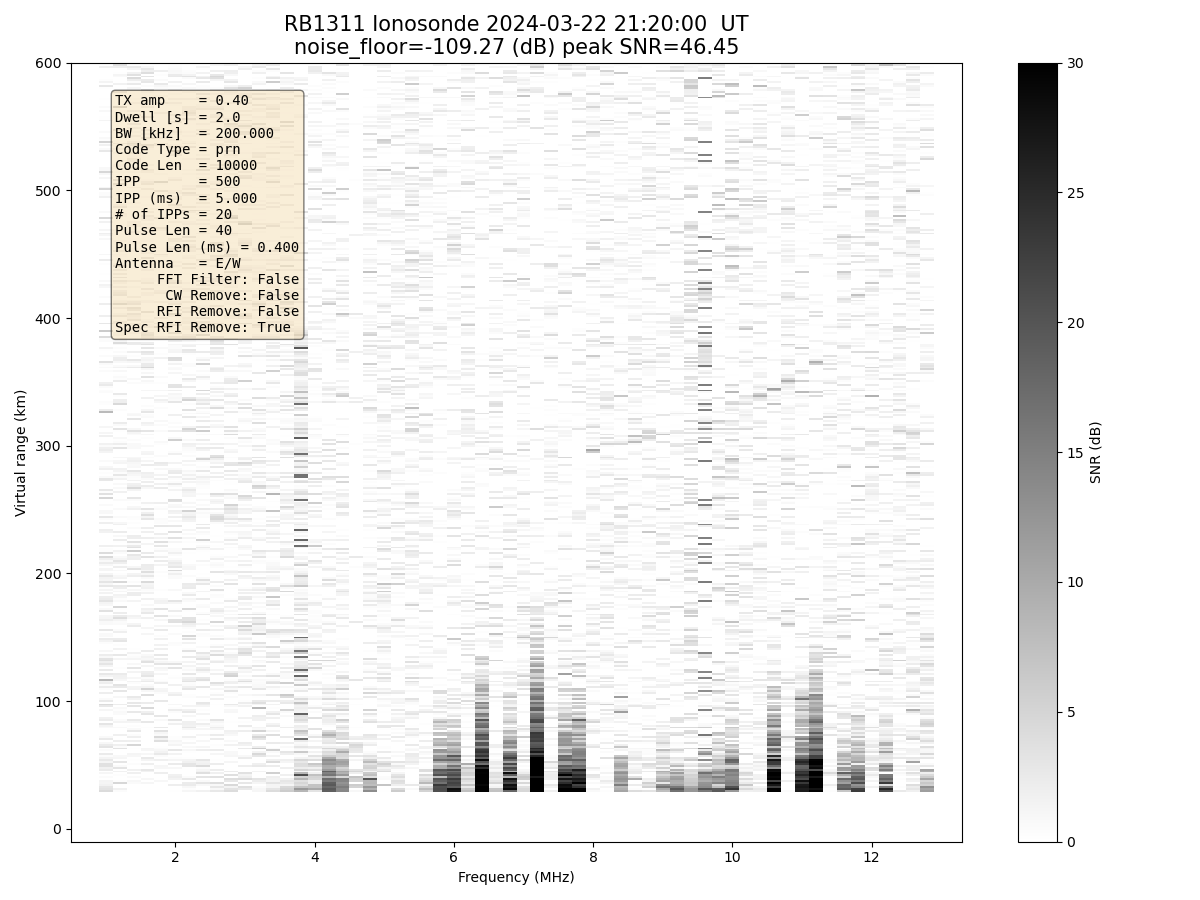 RB1311 Ionosonde 2024-03-22 21:20:00 UT
noise_floor=-109.27 (dB) peak SNR=46.45
600
500
400
300
200
100
0
Virtual range (km)
TX amp = 0.40
Dwell [s] = 2.0
BW [kHz] = 200.000
Code Type = prn
Code Len = 10000
IPP = 500
IPP (ms) = 5.000
# of IPPs = 20
Pulse Len = 40
Pulse Len (ms) = 0.400
Antenna = E/W
FFT Filter: False
CW Remove: False
RFI Remove: False
Spec RFI Remove: True
2 4 6 8 10 12
Frequency (MHz)
30
25
20
15
10
5
0
SNR (dB)